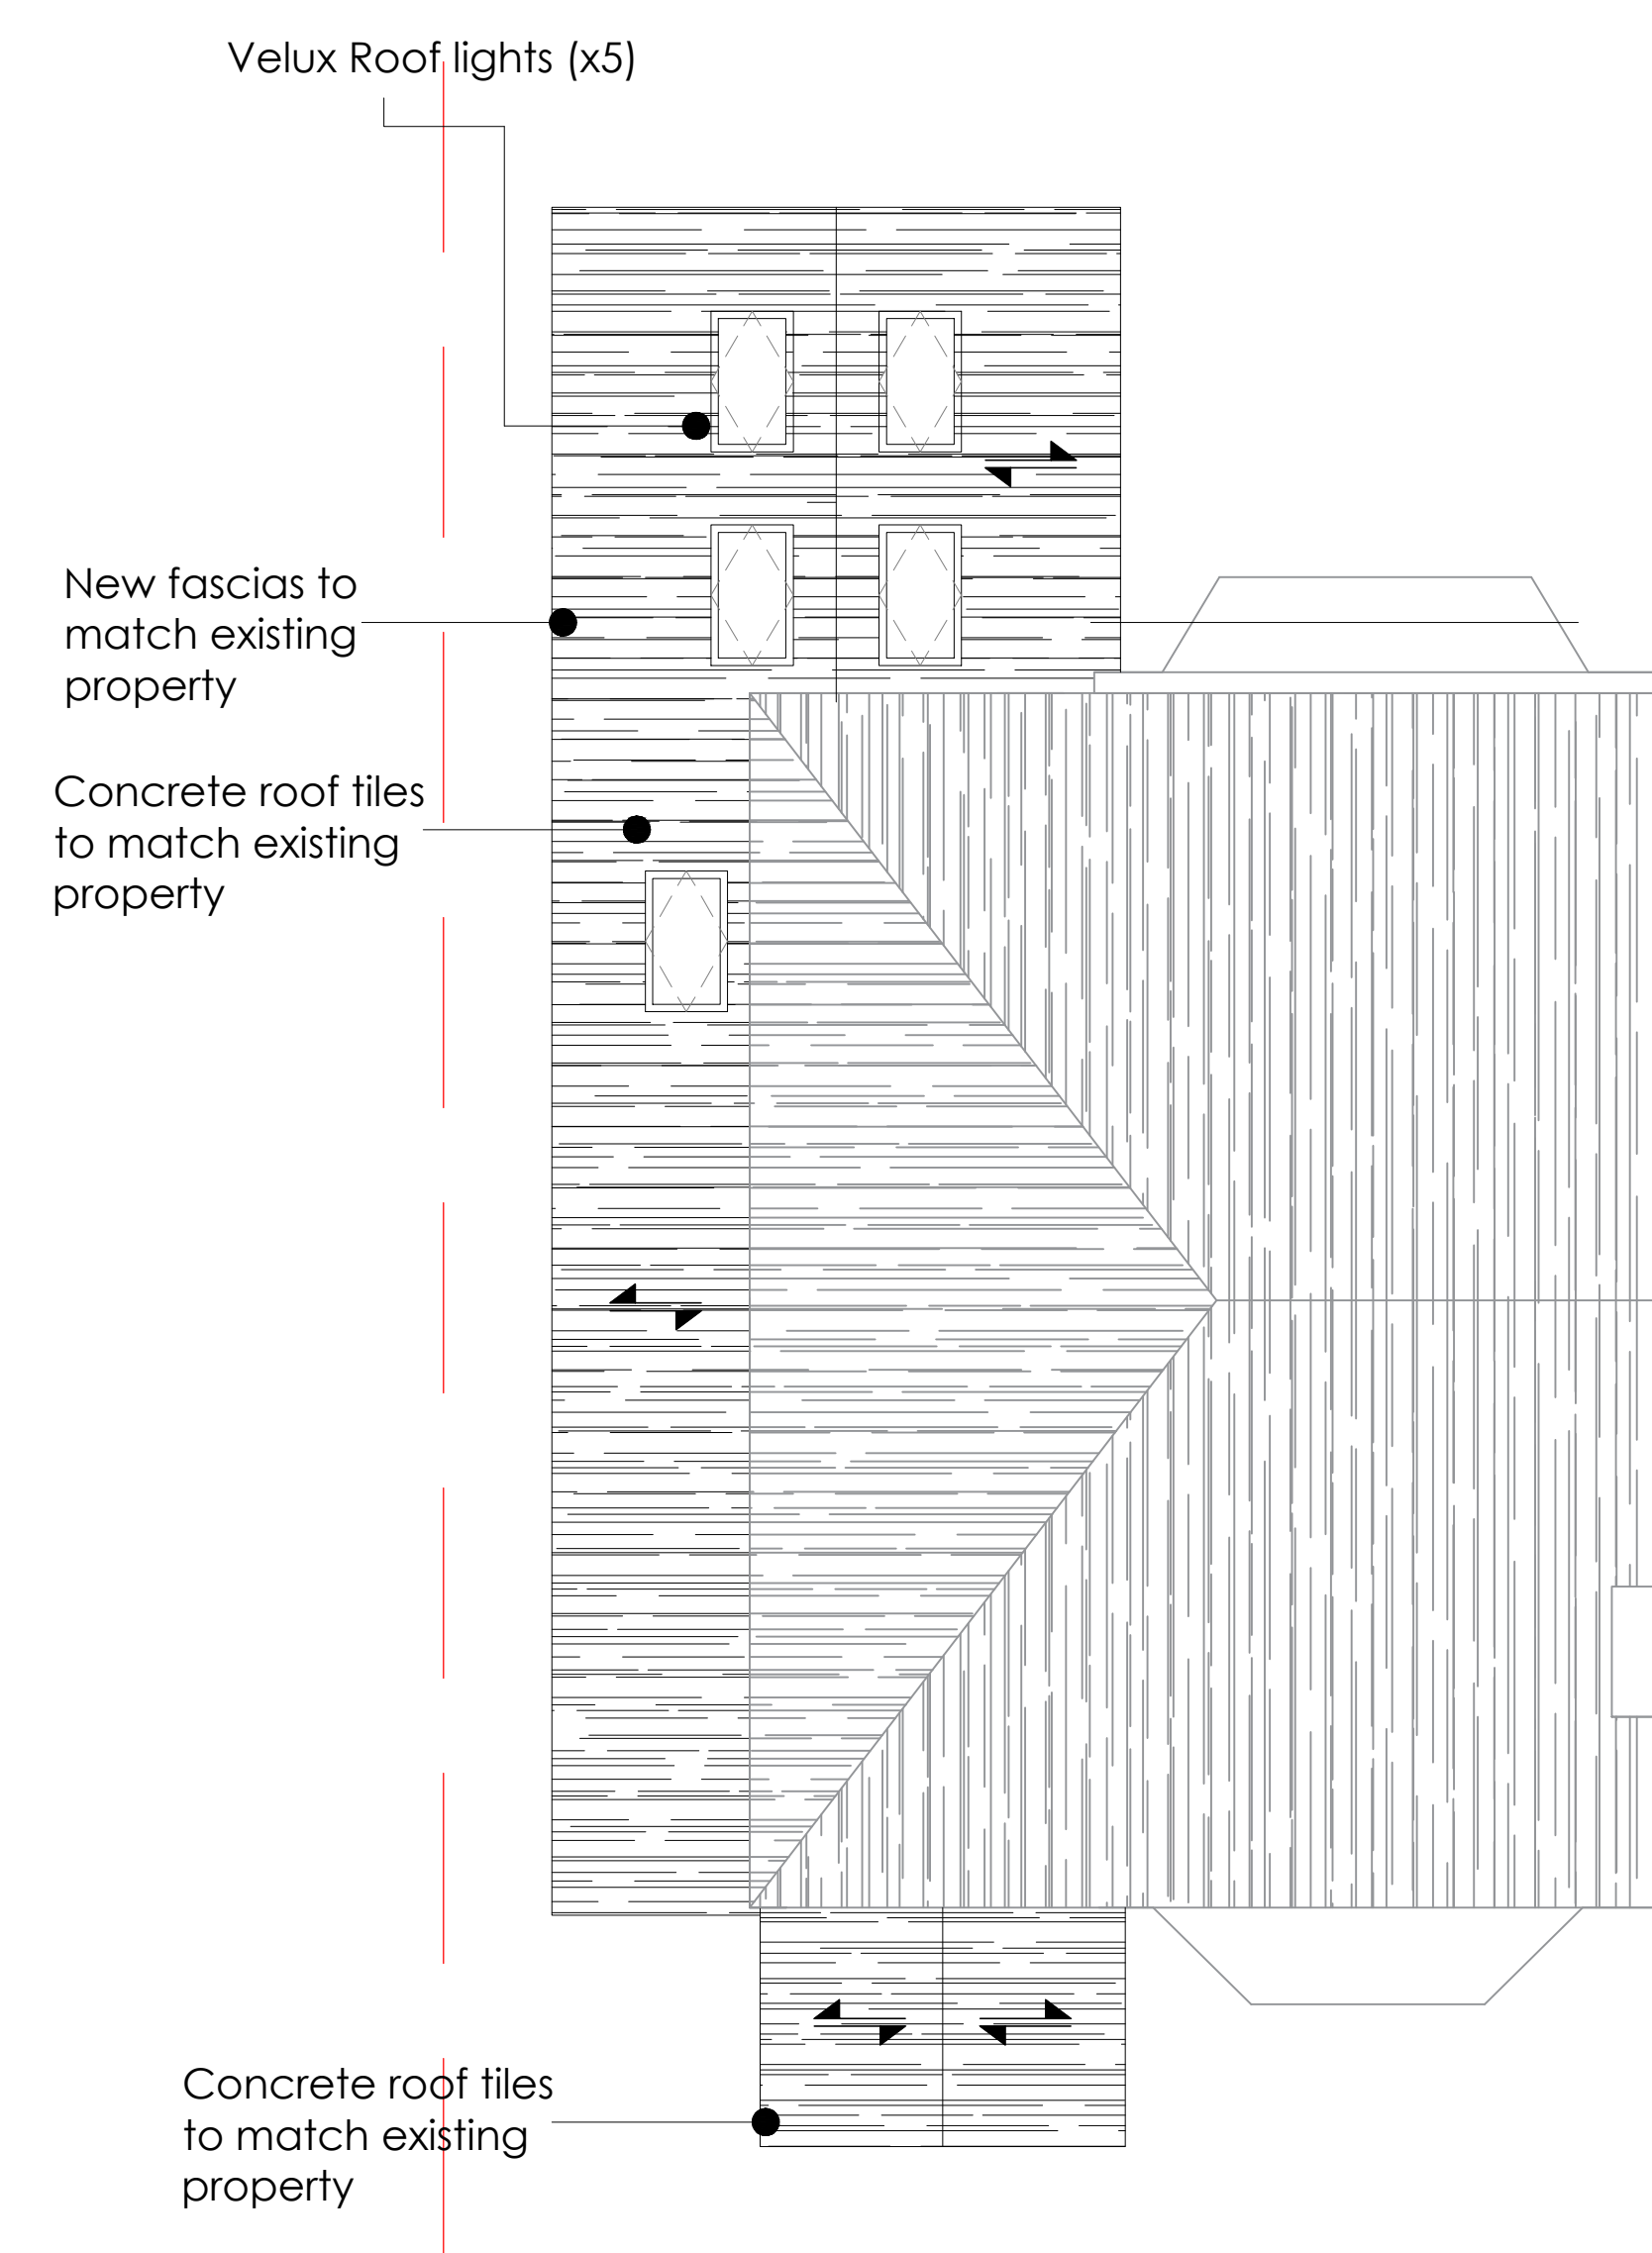 Velux Roof lights (x5)
New fascias to
match existing
property
Concrete roof tiles
to match existing
property
Concrete roof tiles
to match existing
property